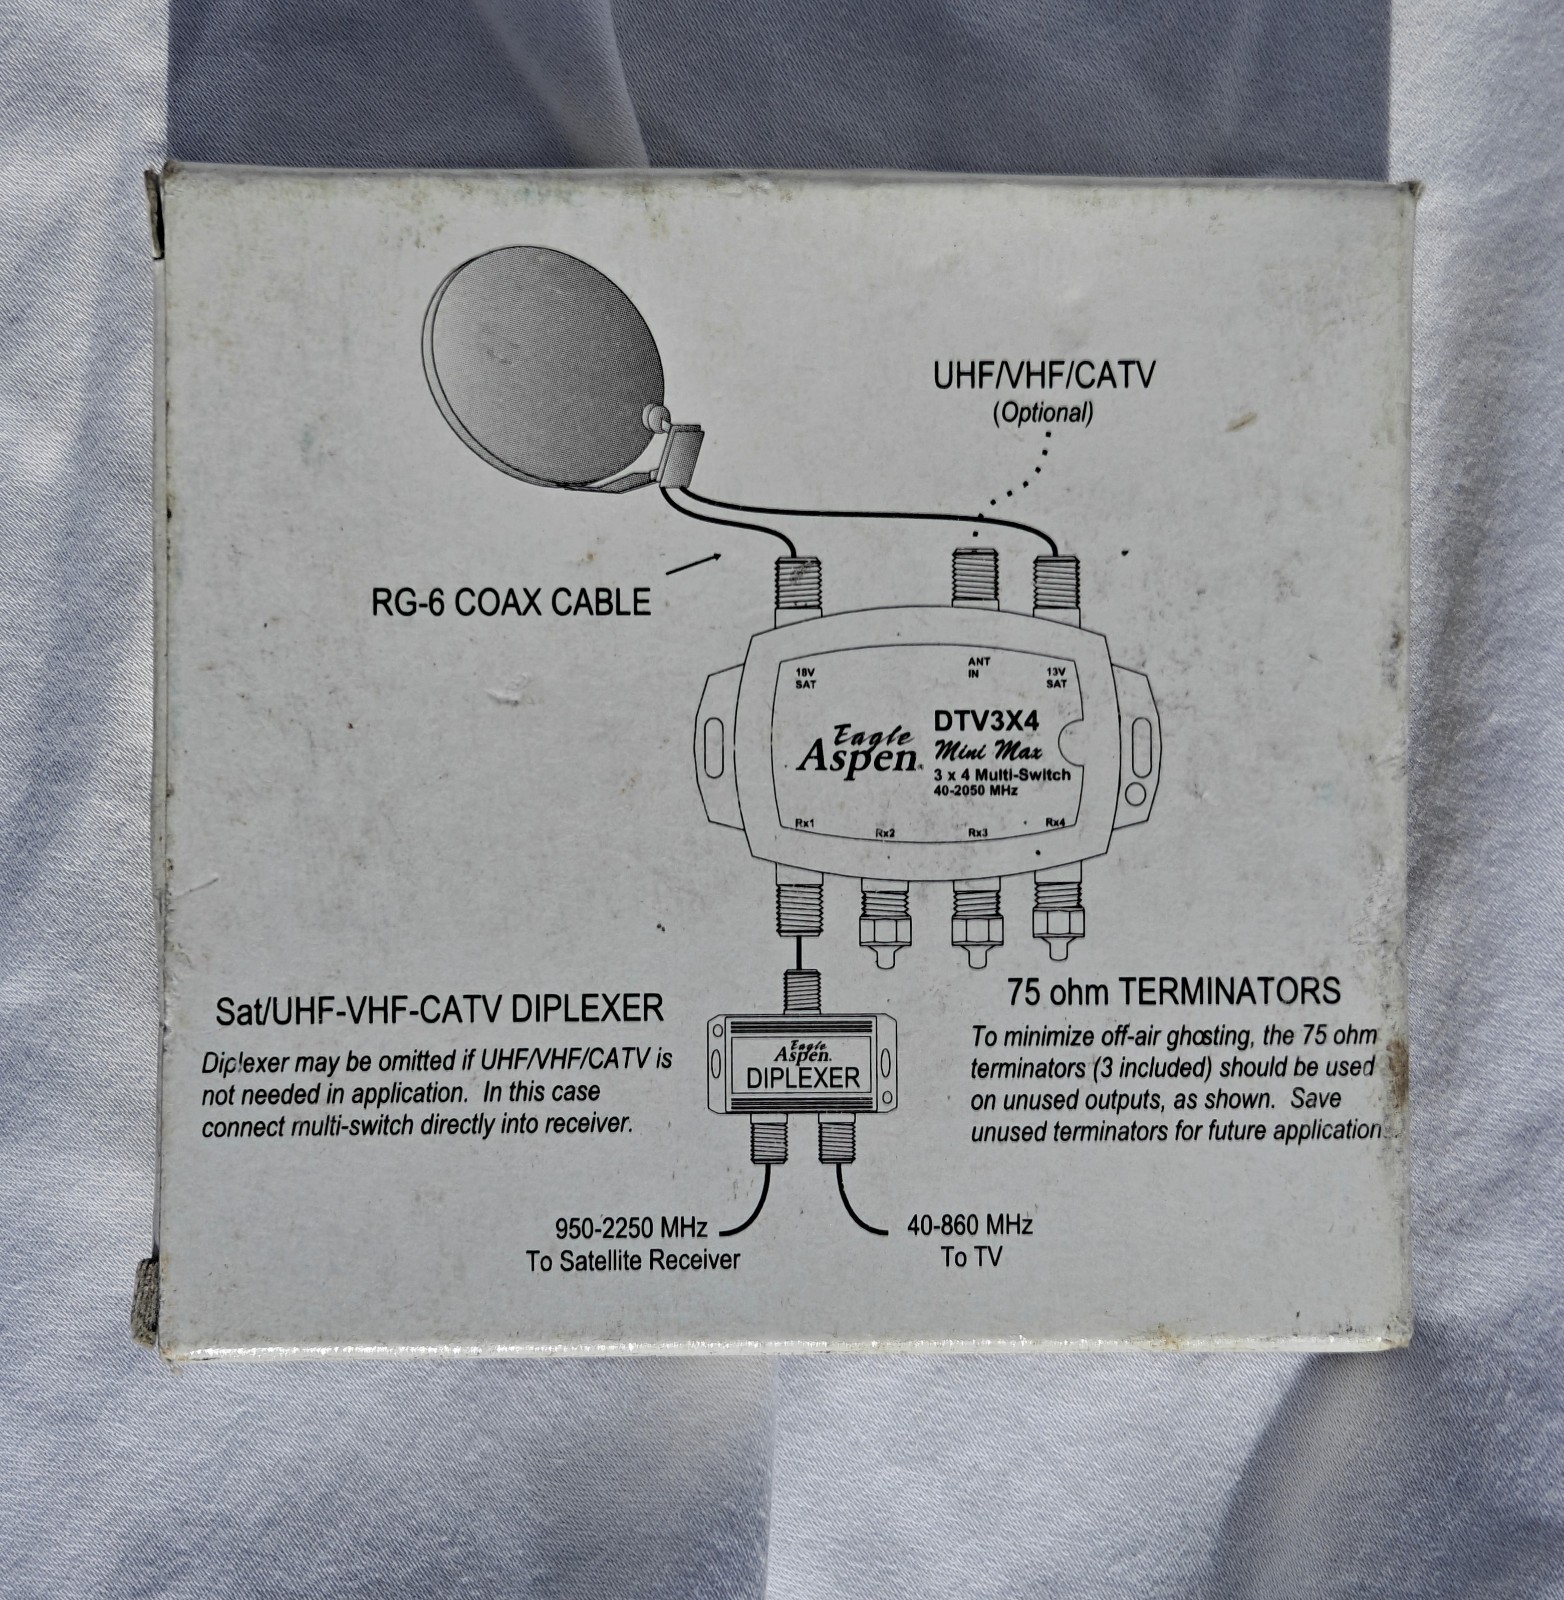 UHF/VHF/CATV
(Optional)
RG-6 COAX CABLE
18V
SAT
ANT
IN
13V
SAT
Eagle
Aspen
DTV3X4
Mini Max
3 x 4 Multi-Switch
40-2050 MHz
Rx1
Rx2
Rx3
Rx4
Sat/UHF-VHF-CATV DIPLEXER
Diplexer may be omitted if UHF/VHF/CATV is
not needed in application. In this case
connect multi-switch directly into receiver.
Eagle
Aspen.
DIPLEXER
75 ohm TERMINATORS
To minimize off-air ghosting, the 75 ohm
terminators (3 included) should be used
on unused outputs, as shown. Save
unused terminators for future application.
950-2250 MHz
To Satellite Receiver
40-860 MHz
To TV